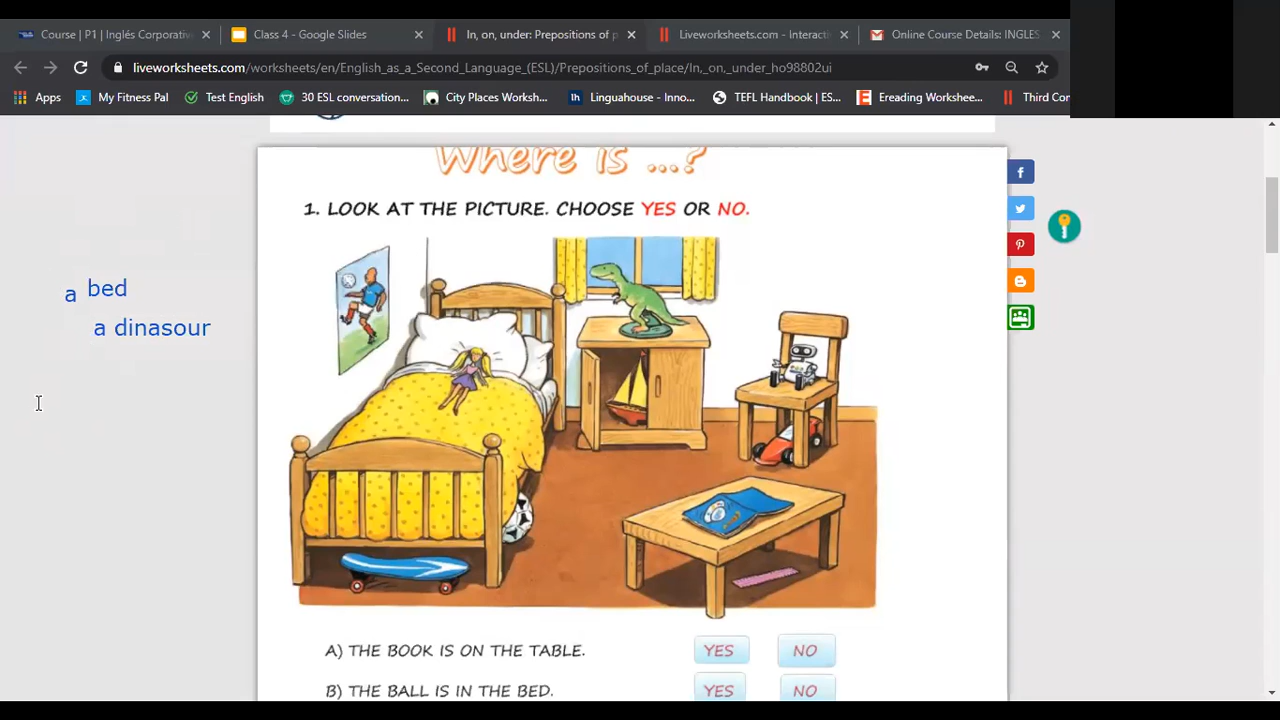 Course | P1 | Inglés Corporativ
Class 4 - Google Slides
In, on, under: Prepositions of p
Liveworksheets.com - Interacti
Online Course Details: INGLES
liveworksheets.com/worksheets/en/English_as_a_Second_Language_(ESL)/Prepositions_of_place/In,_on,_under_ho98802ui
Apps
My Fitness Pal
Test English
30 ESL conversation...
City Places Worksh...
Linguahouse - Inno...
TEFL Handbook | ES...
Ereading Workshee...
Third Con
Where is ...?
1. LOOK AT THE PICTURE. CHOOSE YES OR NO.
a bed
a dinasour
A) THE BOOK IS ON THE TABLE. YES NO
B) THE BALL IS IN THE BED. YES NO